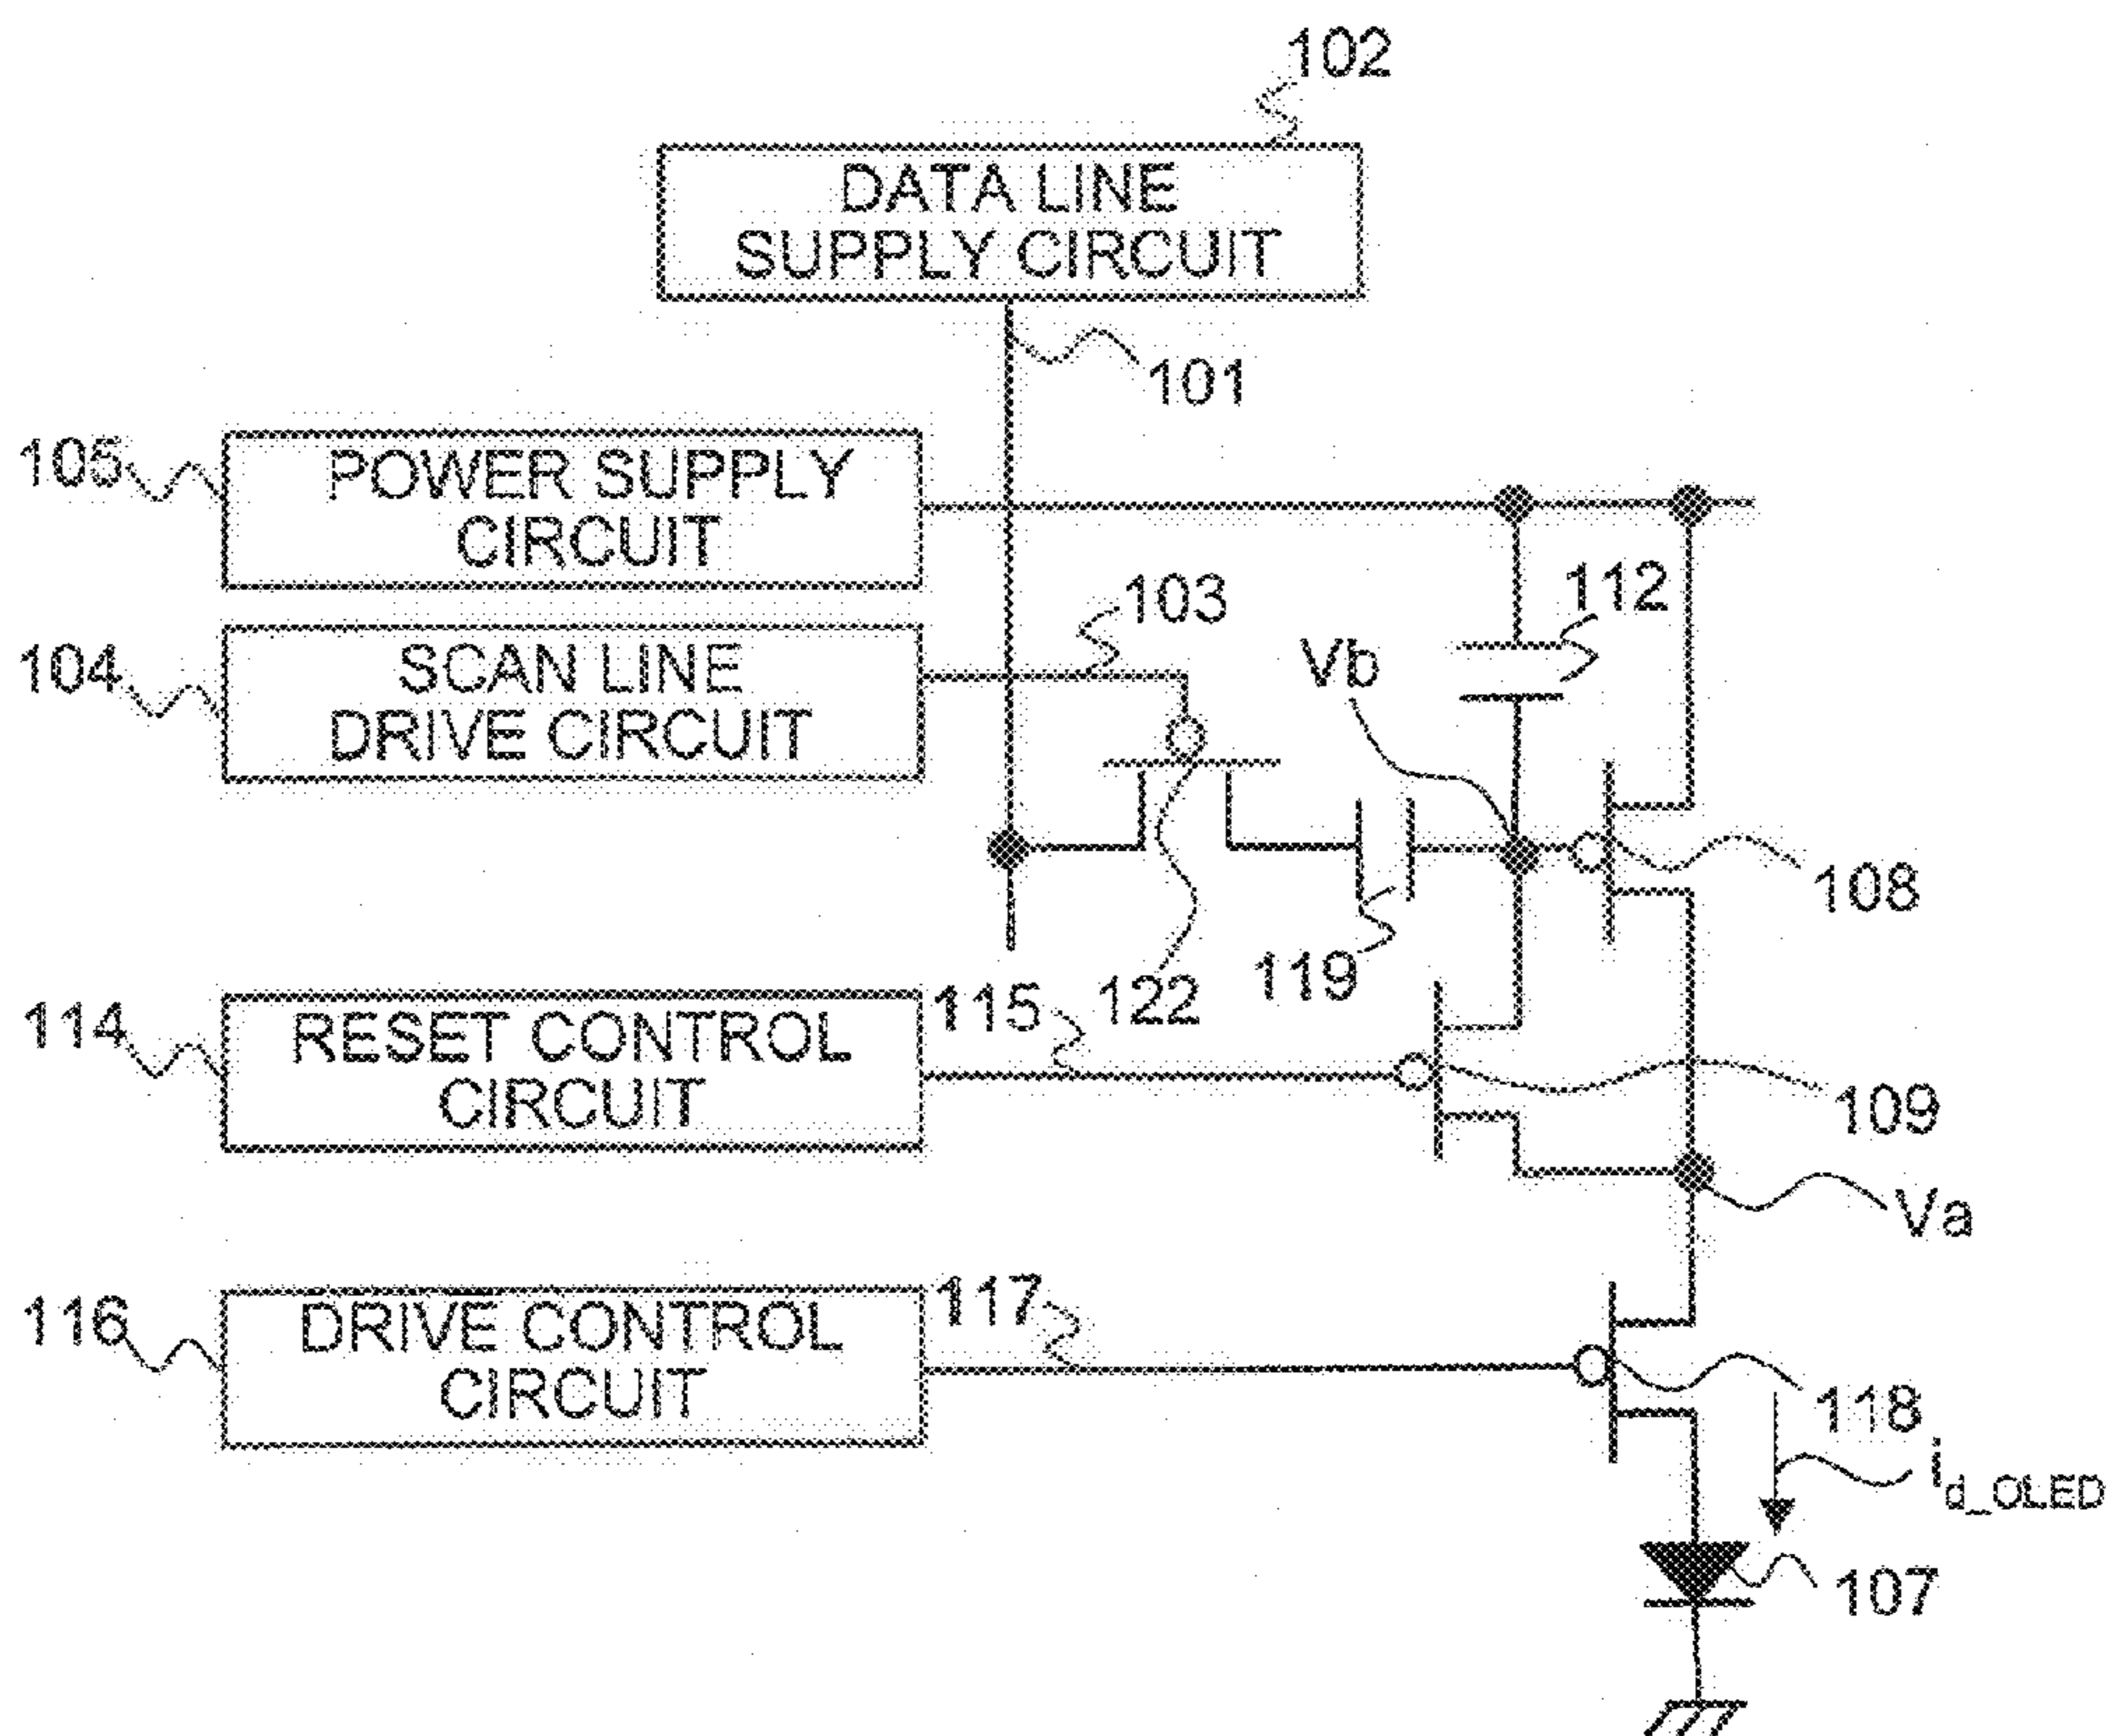 102
DATA LINE
SUPPLY CIRCUIT
101
105
POWER SUPPLY
CIRCUIT
103
112
104
SCAN LINE
DRIVE CIRCUIT
Vb
108
119
122
114
RESET CONTROL
CIRCUIT
115
109
Va
116
DRIVE CONTROL
CIRCUIT
117
118
id_OLED
107